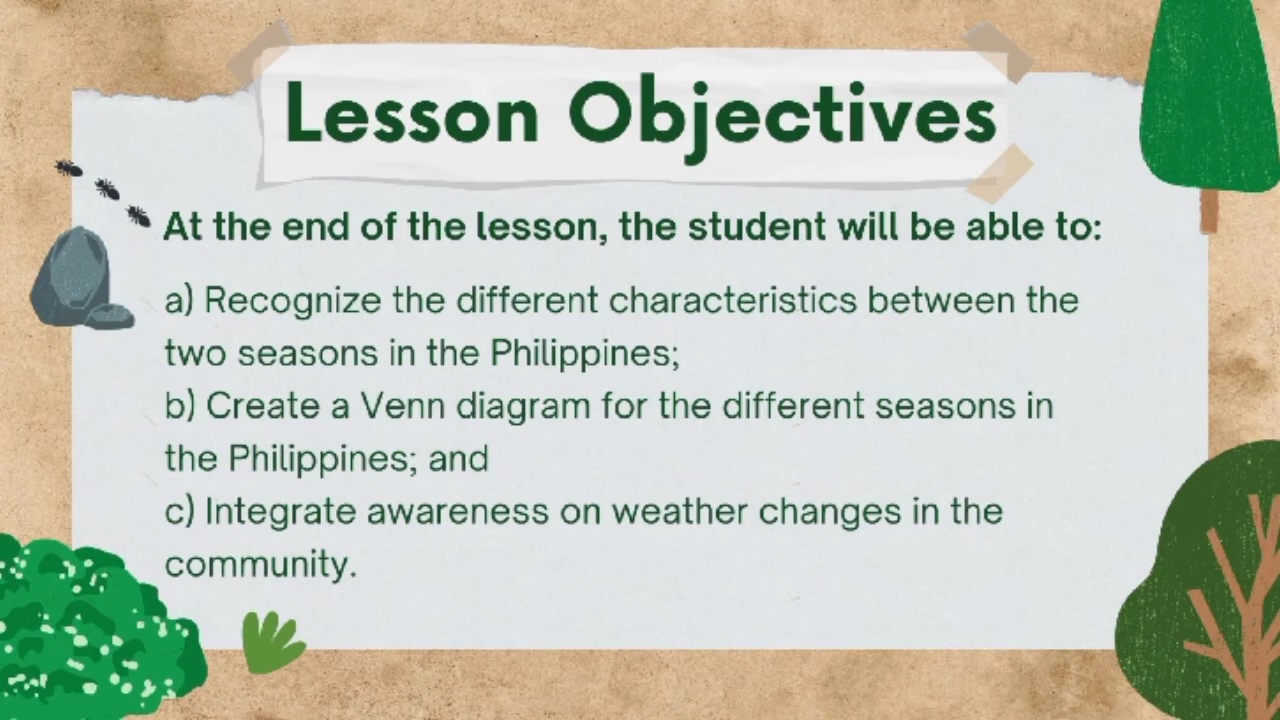 Lesson Objectives
At the end of the lesson, the student will be able to:
a) Recognize the different characteristics between the
two seasons in the Philippines;
b) Create a Venn diagram for the different seasons in
the Philippines; and
c) Integrate awareness on weather changes in the
community.